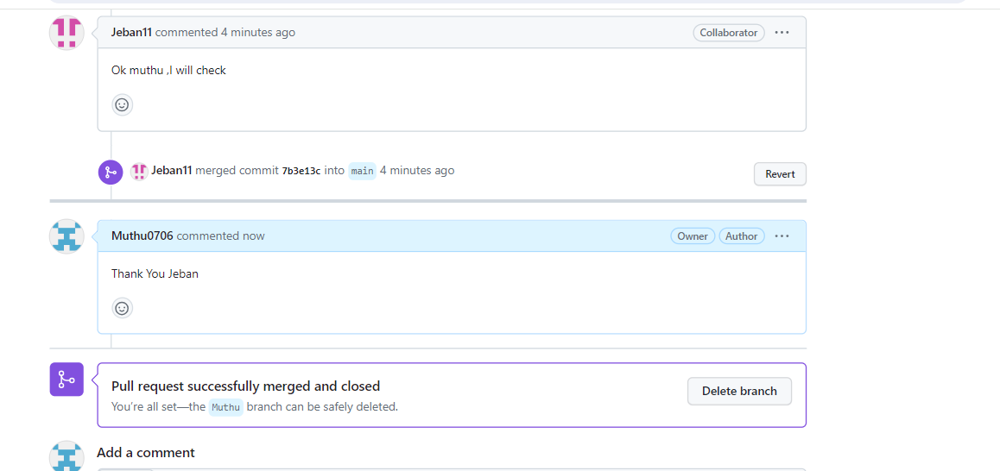 Jeban11 commented 4 minutes ago Collaborator ...
Ok muthu ,I will check
Jeban11 merged commit 7b3e13c into main 4 minutes ago Revert
Muthu0706 commented now Owner Author ...
Thank You Jeban
Pull request successfully merged and closed
You're all set—the Muthu branch can be safely deleted. Delete branch
Add a comment